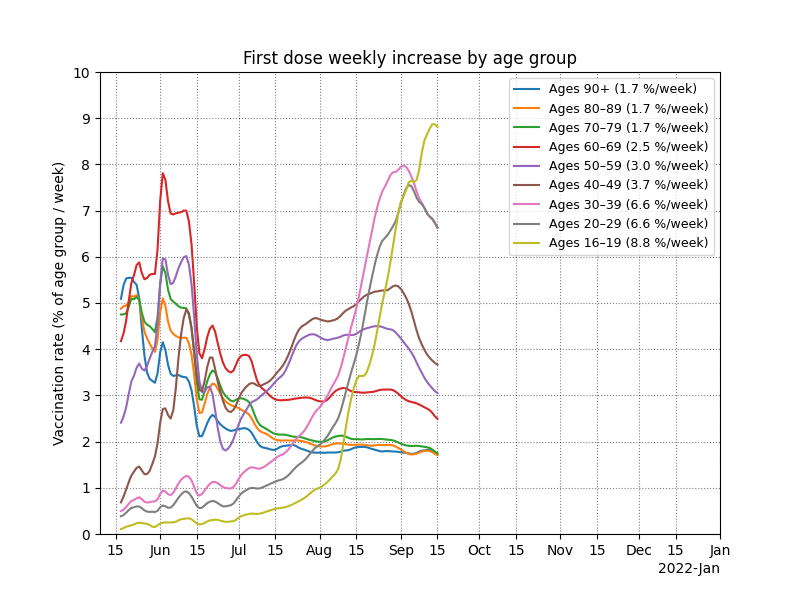 First dose weekly increase by age group
Vaccination rate (% of age group / week)
10
9
8
7
6
5
4
3
2
1
0
Ages 90+ (1.7 %/week)
Ages 80–89 (1.7 %/week)
Ages 70–79 (1.7 %/week)
Ages 60–69 (2.5 %/week)
Ages 50–59 (3.0 %/week)
Ages 40–49 (3.7 %/week)
Ages 30–39 (6.6 %/week)
Ages 20–29 (6.6 %/week)
Ages 16–19 (8.8 %/week)
15 Jun 15 Jul 15 Aug 15 Sep 15 Oct 15 Nov 15 Dec 15 Jan
2022-Jan